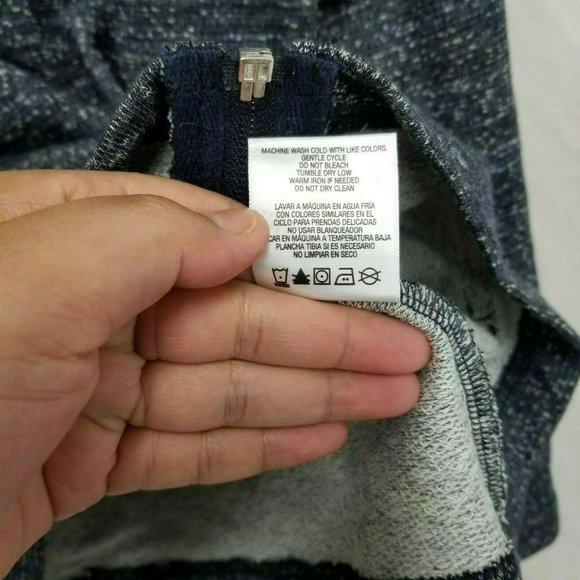 MACHINE WASH COLD WITH LIKE COLORS
GENTLE CYCLE
DO NOT BLEACH
TUMBLE DRY LOW
WARM IRON IF NEEDED
DO NOT DRY CLEAN
LAVAR A MÁQUINA EN AGUA FRÍA
CON COLORES SIMILARES EN EL
CICLO PARA PRENDAS DELICADAS
NO USAR BLANQUEADOR
CAR EN MÁQUINA A TEMPERATURA BAJA
PLANCHA TIBIA SI ES NECESARIO
NO LIMPIAR EN SECO